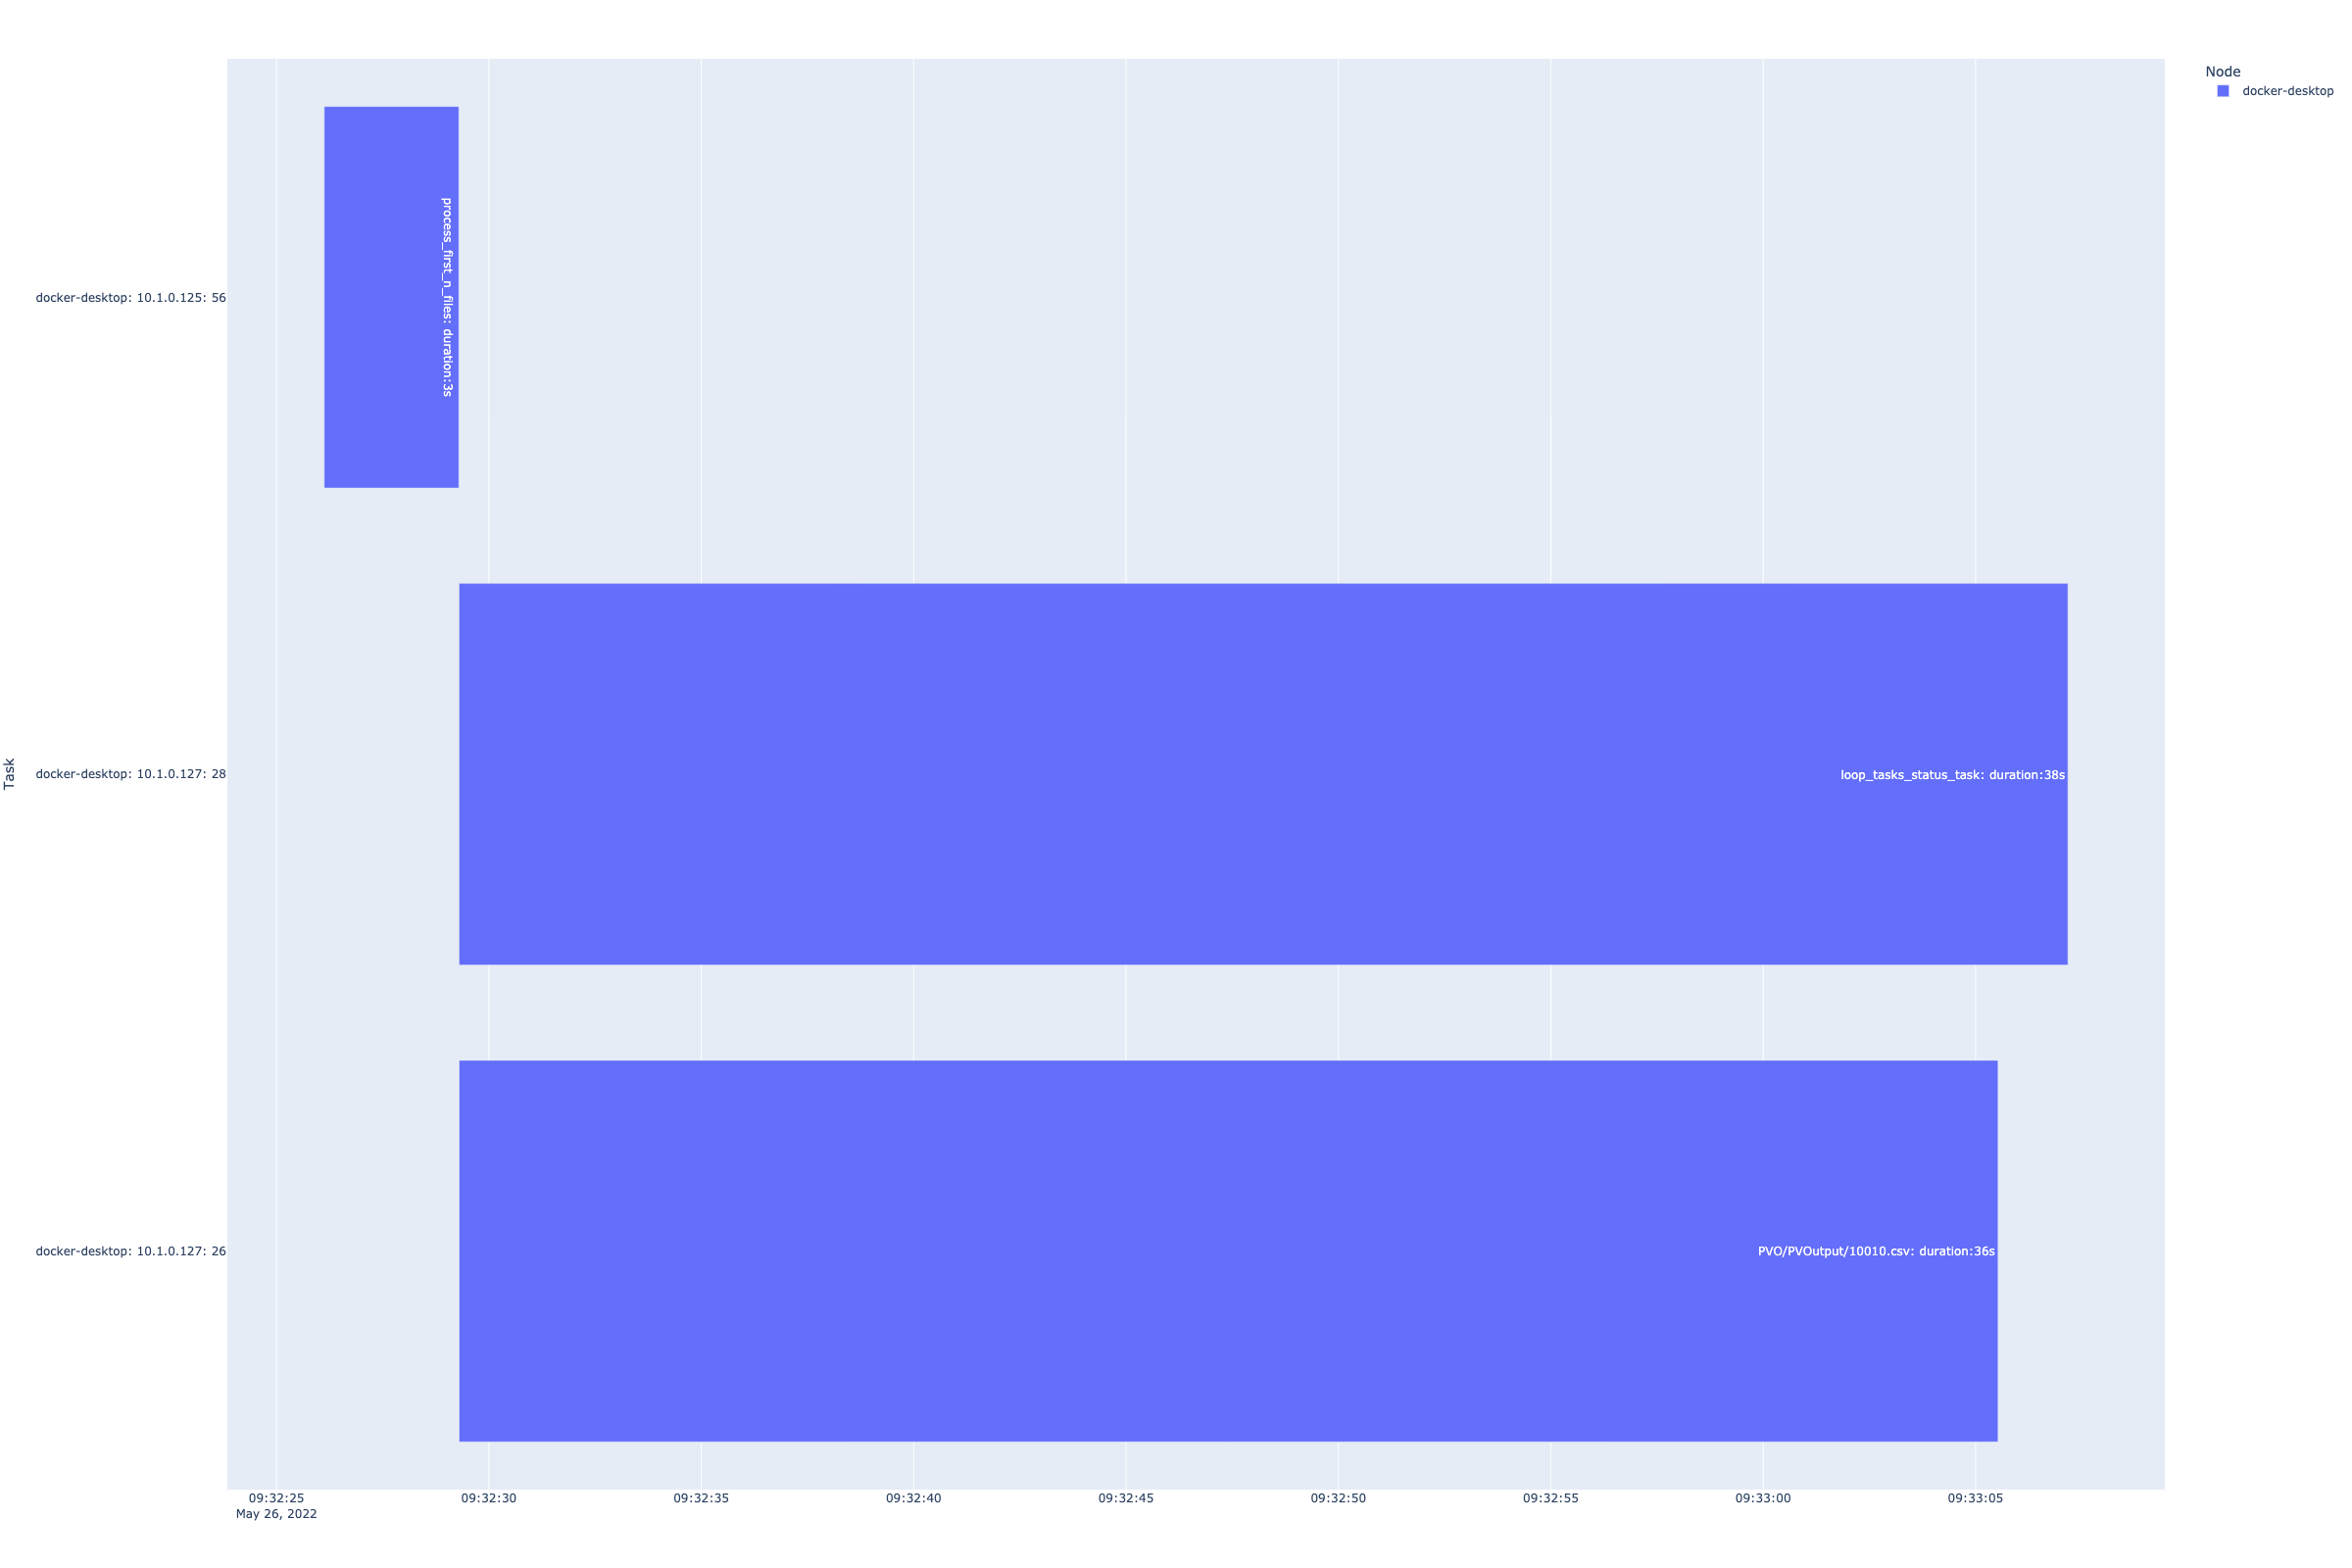 Node
docker-desktop
process_first_n_files: duration:3s
docker-desktop: 10.1.0.125: 56
Task
docker-desktop: 10.1.0.127: 28
loop_tasks_status_task: duration:38s
docker-desktop: 10.1.0.127: 26
PVO/PVOutput/10010.csv: duration:36s
09:32:25 09:32:30 09:32:35 09:32:40 09:32:45 09:32:50 09:32:55 09:33:00 09:33:05
May 26, 2022